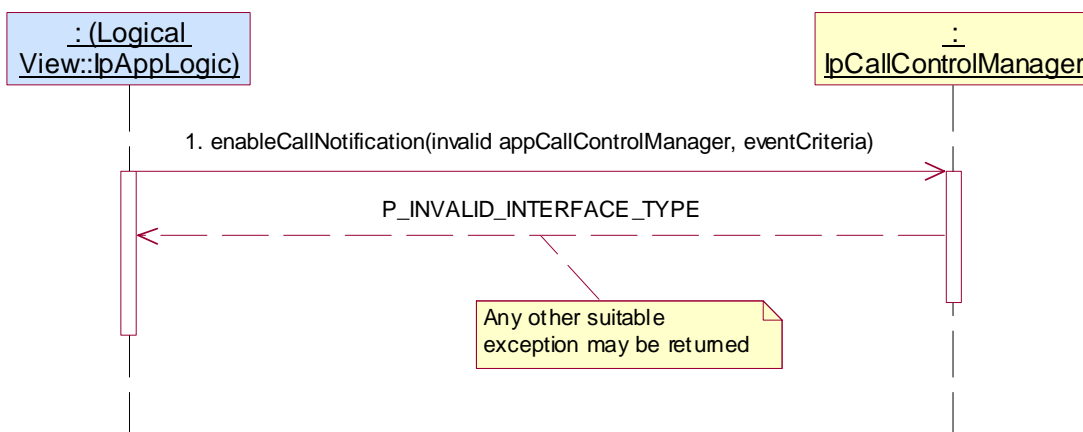 : (Logical
View::IpAppLogic)
:
IpCallControlManager
1. enableCallNotification(invalid appCallControlManager, eventCriteria)
P_INVALID_INTERFACE_TYPE
Any other suitable
exception may be returned